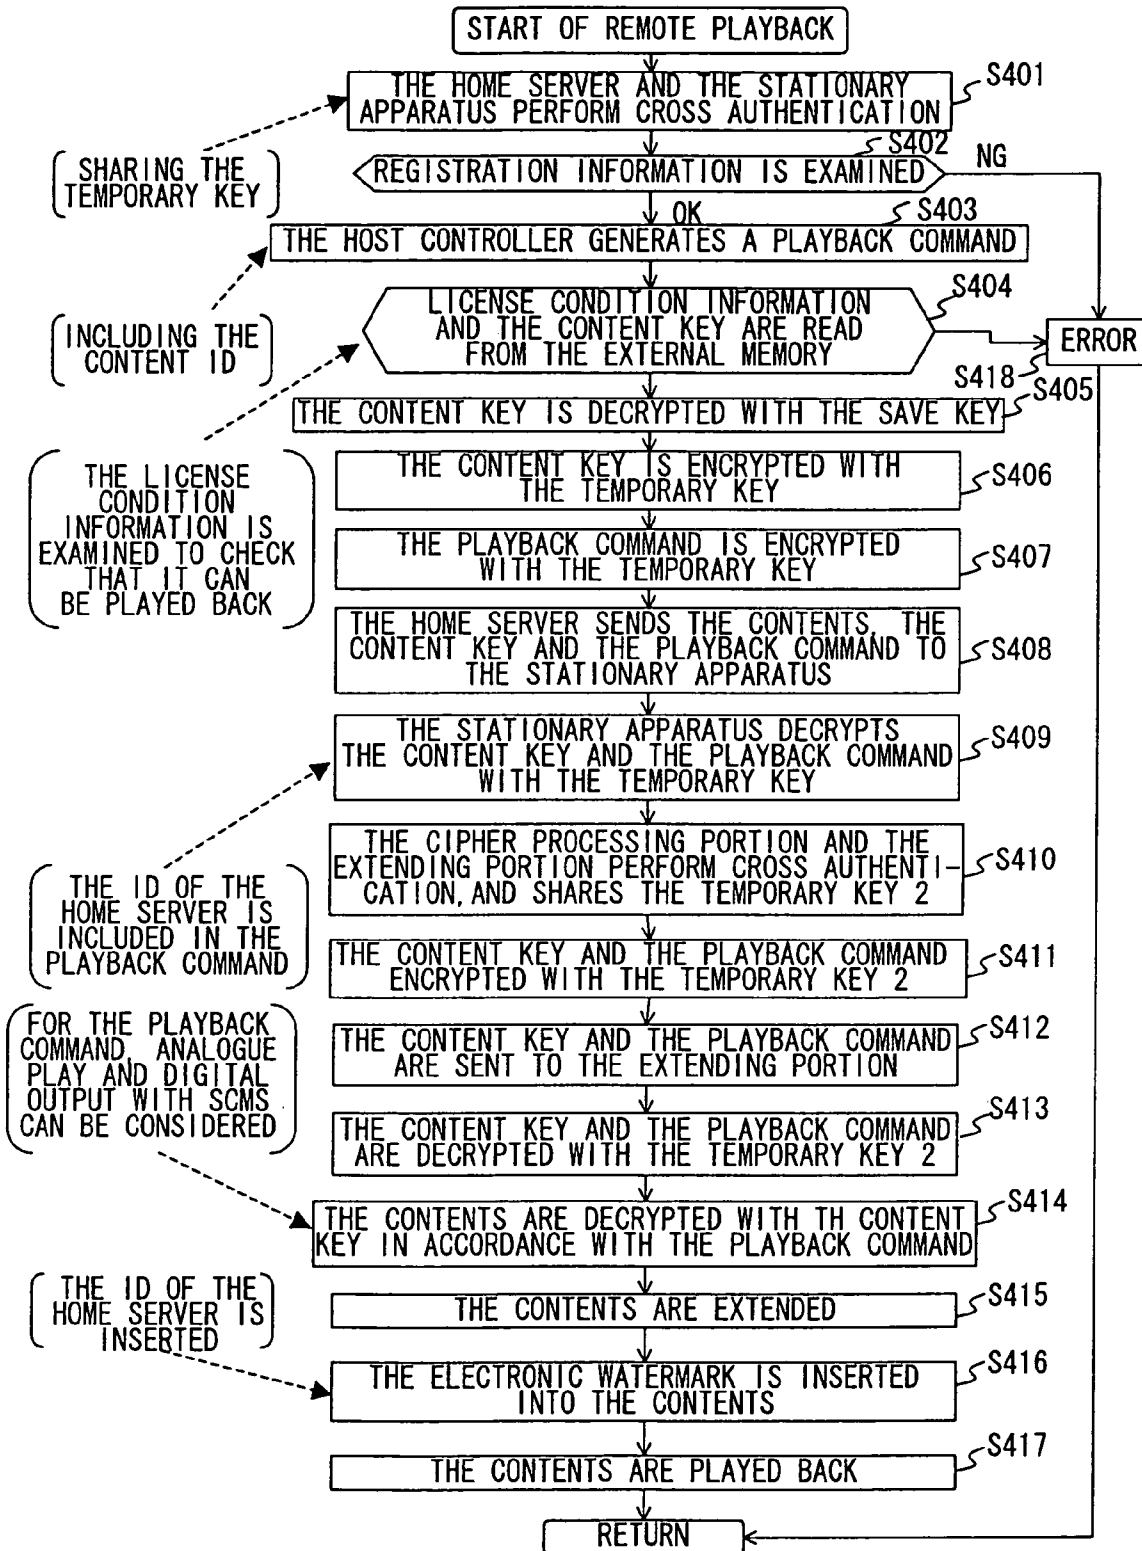 START OF REMOTE PLAYBACK
THE HOME SERVER AND THE STATIONARY
APPARATUS PERFORM CROSS AUTHENTICATION
S401
SHARING THE
TEMPORARY KEY
REGISTRATION INFORMATION IS EXAMINED
S402
NG
OK
S403
THE HOST CONTROLLER GENERATES A PLAYBACK COMMAND
INCLUDING THE
CONTENT ID
LICENSE CONDITION INFORMATION
AND THE CONTENT KEY ARE READ
FROM THE EXTERNAL MEMORY
S404
ERROR
S418
S405
THE CONTENT KEY IS DECRYPTED WITH THE SAVE KEY
THE LICENSE
CONDITION
INFORMATION IS
EXAMINED TO CHECK
THAT IT CAN
BE PLAYED BACK
THE CONTENT KEY IS ENCRYPTED WITH
THE TEMPORARY KEY
S406
THE PLAYBACK COMMAND IS ENCRYPTED
WITH THE TEMPORARY KEY
S407
THE HOME SERVER SENDS THE CONTENTS, THE
CONTENT KEY AND THE PLAYBACK COMMAND TO
THE STATIONARY APPARATUS
S408
THE STATIONARY APPARATUS DECRYPTS
THE CONTENT KEY AND THE PLAYBACK COMMAND
WITH THE TEMPORARY KEY
S409
THE ID OF THE
HOME SERVER IS
INCLUDED IN THE
PLAYBACK COMMAND
THE CIPHER PROCESSING PORTION AND THE
EXTENDING PORTION PERFORM CROSS AUTHENTI-
CATION, AND SHARES THE TEMPORARY KEY 2
S410
THE CONTENT KEY AND THE PLAYBACK COMMAND
ENCRYPTED WITH THE TEMPORARY KEY 2
S411
FOR THE PLAYBACK
COMMAND, ANALOGUE
PLAY AND DIGITAL
OUTPUT WITH SCMS
CAN BE CONSIDERED
THE CONTENT KEY AND THE PLAYBACK COMMAND
ARE SENT TO THE EXTENDING PORTION
S412
THE CONTENT KEY AND THE PLAYBACK COMMAND
ARE DECRYPTED WITH THE TEMPORARY KEY 2
S413
THE CONTENTS ARE DECRYPTED WITH TH CONTENT
KEY IN ACCORDANCE WITH THE PLAYBACK COMMAND
S414
THE ID OF THE
HOME SERVER IS
INSERTED
THE CONTENTS ARE EXTENDED
S415
THE ELECTRONIC WATERMARK IS INSERTED
INTO THE CONTENTS
S416
THE CONTENTS ARE PLAYED BACK
S417
RETURN